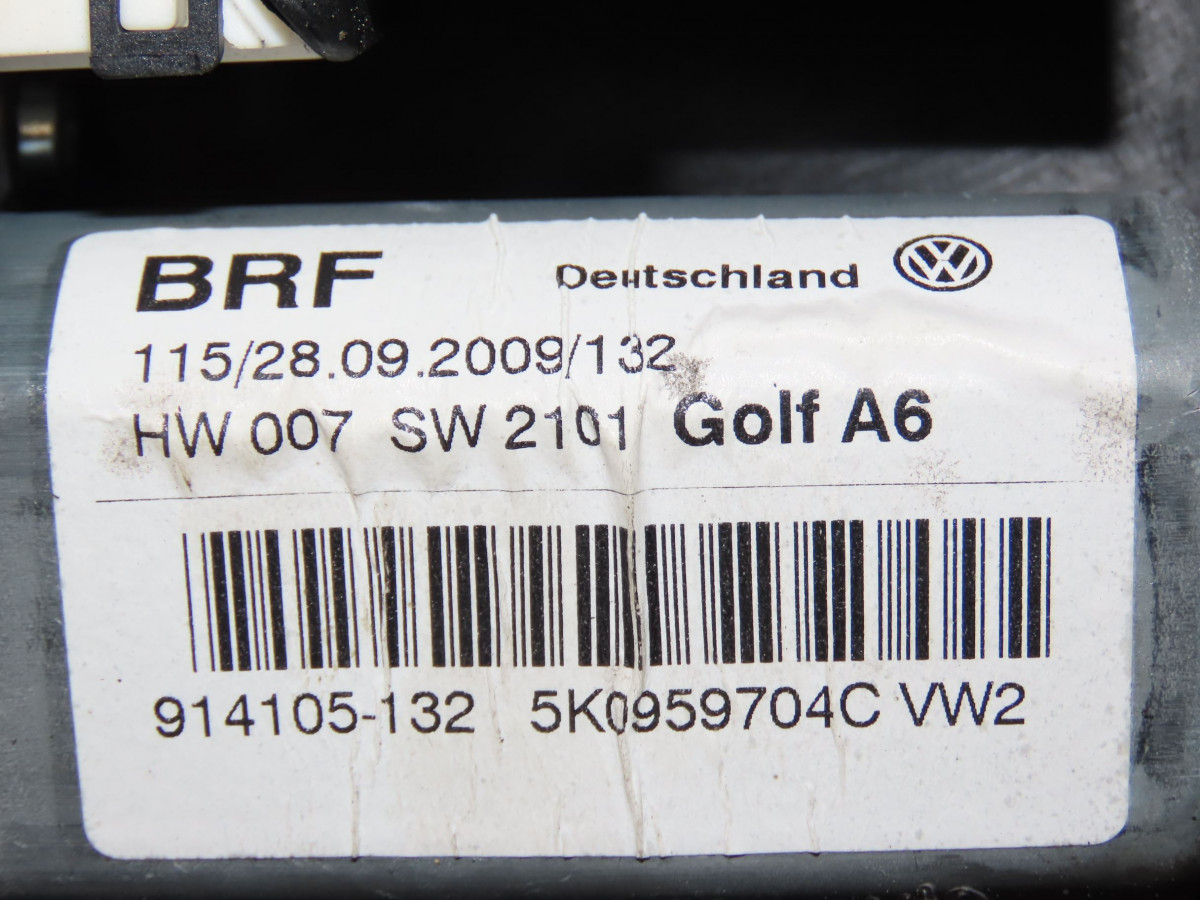 BRF Deutschland
115/28.09.2009/132
HW 007 SW 2101 Golf A6
914105-132 5K0959704C VW2